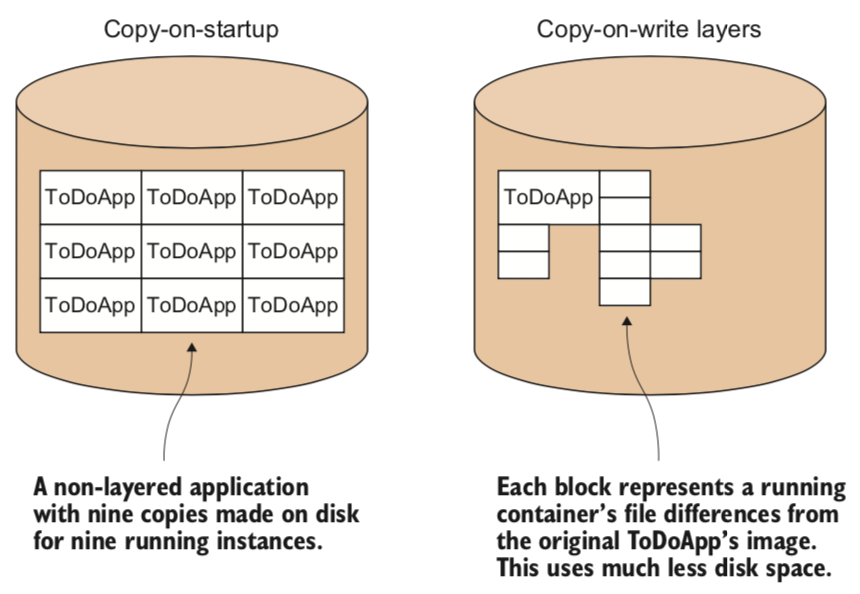 Copy-on-startup
Copy-on-write layers
ToDoApp ToDoApp ToDoApp
ToDoApp ToDoApp ToDoApp
ToDoApp ToDoApp ToDoApp
ToDoApp
A non-layered application
with nine copies made on disk
for nine running instances.
Each block represents a running
container's file differences from
the original ToDoApp's image.
This uses much less disk space.